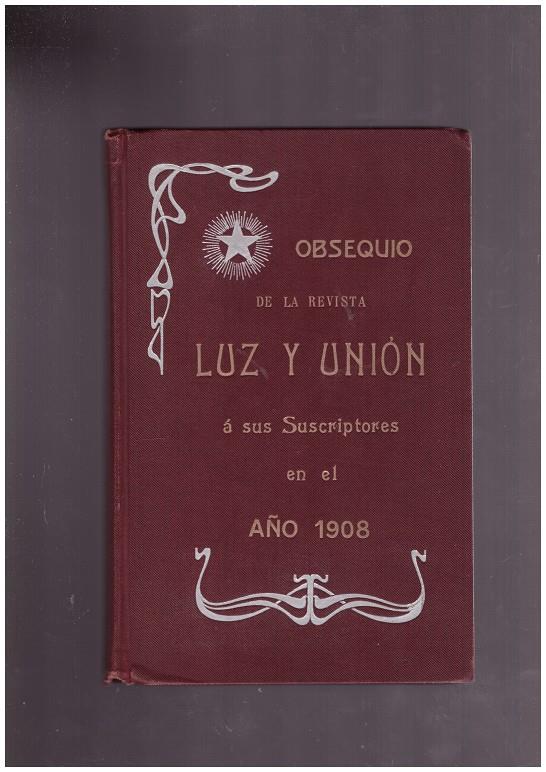 OBSEQUIO
DE LA REVISTA
LUZ Y UNIÓN
á sus Suscriptores
en el
AÑO 1908